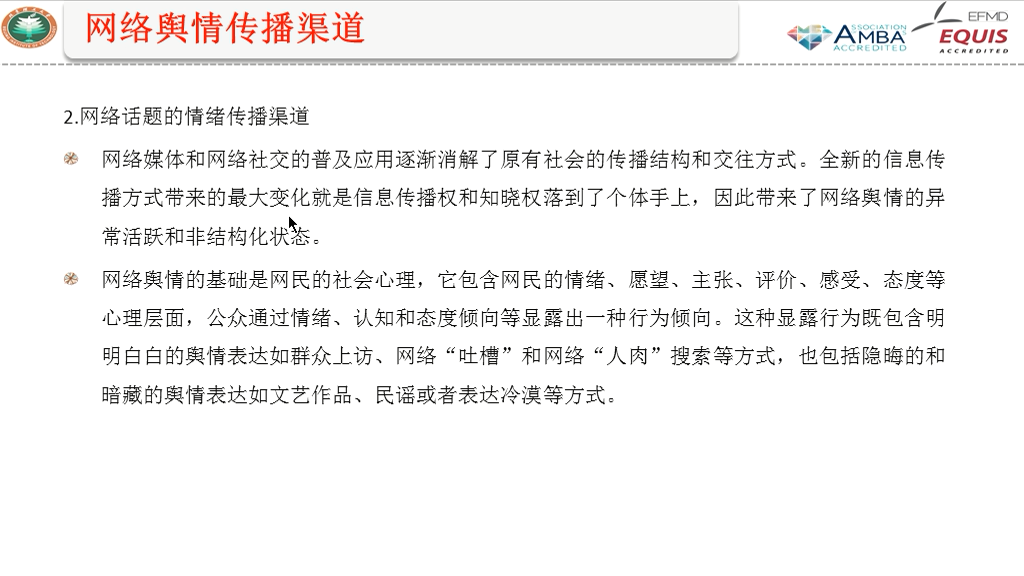 网络舆情传播渠道
ASSOCIATION
AMBA
ACCREDITED
EFMD
EQUIS
ACCREDITED
2.网络话题的情绪传播渠道
网络媒体和网络社交的普及应用逐渐消解了原有社会的传播结构和交往方式。全新的信息传
播方式带来的最大变化就是信息传播权和知晓权落到了个体手上，因此带来了网络舆情的异
常活跃和非结构化状态。
网络舆情的基础是网民的社会心理，它包含网民的情绪、愿望、主张、评价、感受、态度等
心理层面，公众通过情绪、认知和态度倾向等显露出一种行为倾向。这种显露行为既包含明
明白白的舆情表达如群众上访、网络“吐槽”和网络“人肉”搜索等方式，也包括隐晦的和
暗藏的舆情表达如文艺作品、民谣或者表达冷漠等方式。